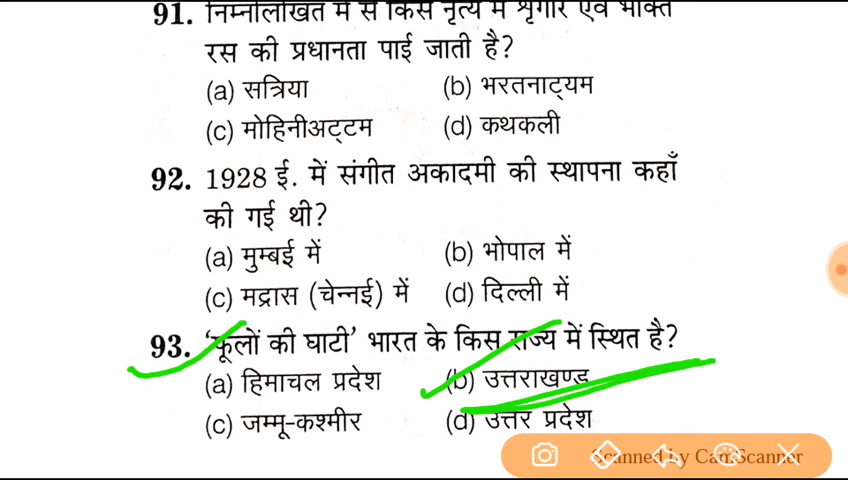 91. निम्नलिखित में से किस नृत्य में शृंगार एवं भक्ति
रस की प्रधानता पाई जाती है?
(a) सत्रिया (b) भरतनाट्यम
(c) मोहिनीअट्टम (d) कथकली
92. 1928 ई. में संगीत अकादमी की स्थापना कहाँ
की गई थी?
(a) मुम्बई में (b) भोपाल में
(c) मद्रास (चेन्नई) में (d) दिल्ली में
93. ‘फूलों की घाटी’ भारत के किस राज्य में स्थित है?
(a) हिमाचल प्रदेश (b) उत्तराखण्ड
(c) जम्मू-कश्मीर (d) उत्तर प्रदेश
Scanned by CamScanner